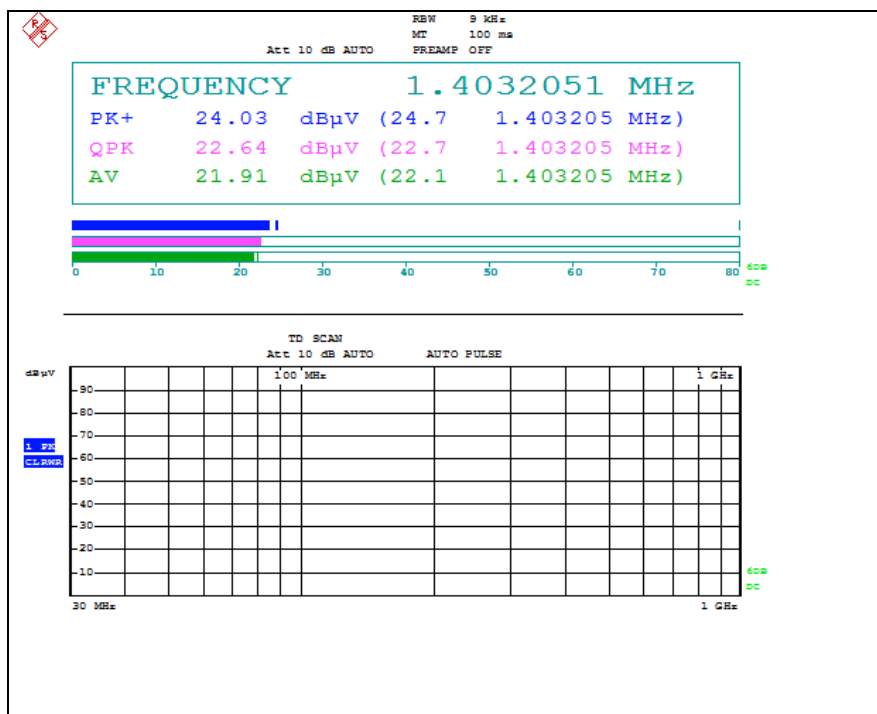 R S
RBW 9 kHz
MT 100 ms
Att 10 dB AUTO PREAMP OFF
FREQUENCY 1.4032051 MHz
PK+ 24.03 dBµV (24.7 1.403205 MHz)
QPK 22.64 dBµV (22.7 1.403205 MHz)
AV 21.91 dBµV (22.1 1.403205 MHz)
0 10 20 30 40 50 60 70 80
6DB
DC
TD SCAN
Att 10 dB AUTO AUTO PULSE
dBµV
100 MHz 1 GHz
90
80
70
1 PK
CLRWR
60
50
40
30
20
10
6DB
DC
30 MHz 1 GHz